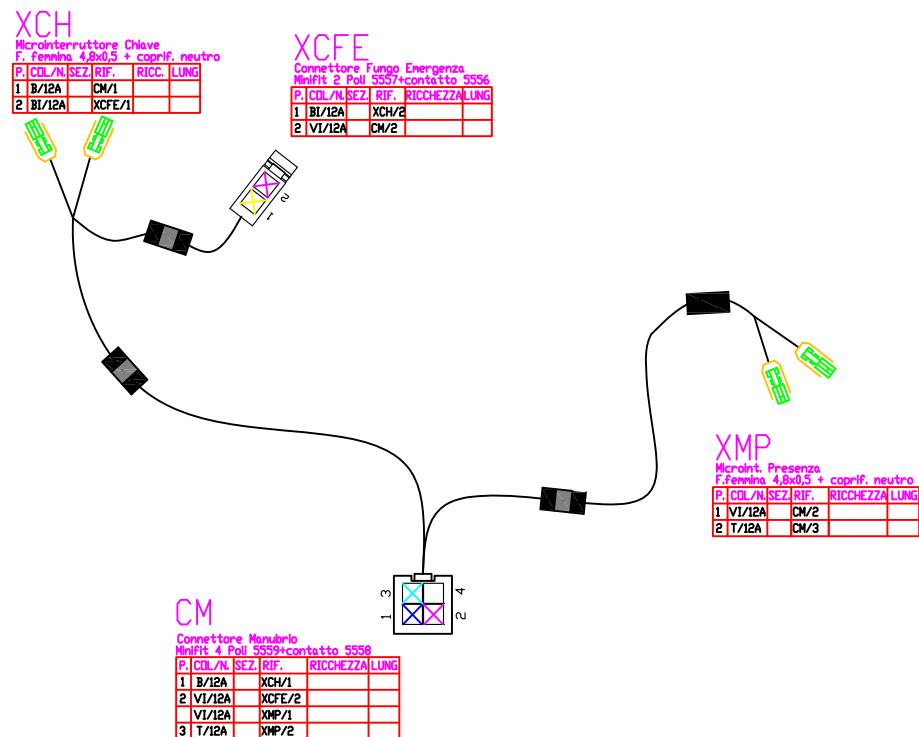 XCH
Microinterruttore Chiave
F. femmina 4,8x0,5 + coprif. neutro
P. COL/N. SEZ. RIF. RICC. LUNG
1 B/12A CM/1
2 BI/12A XCFE/1
XCFE
Connettore Fungo Emergenza
Minifit 2 Poli 5557+contatto 5556
P. COL/N. SEZ. RIF. RICCHEZZA LUNG
1 BI/12A XCH/2
2 VI/12A CM/2
2
1
XMP
Microint. Presenza
F.femmina 4,8x0,5 + coprif. neutro
P. COL/N. SEZ. RIF. RICCHEZZA LUNG
1 VI/12A CM/2
2 T/12A CM/3
3 4
1 2
CM
Connettore Manubrio
Minifit 4 Poli 5559+contatto 5558
P. COL/N. SEZ. RIF. RICCHEZZA LUNG
1 B/12A XCH/1
2 VI/12A XCFE/2
VI/12A XMP/1
3 T/12A XMP/2